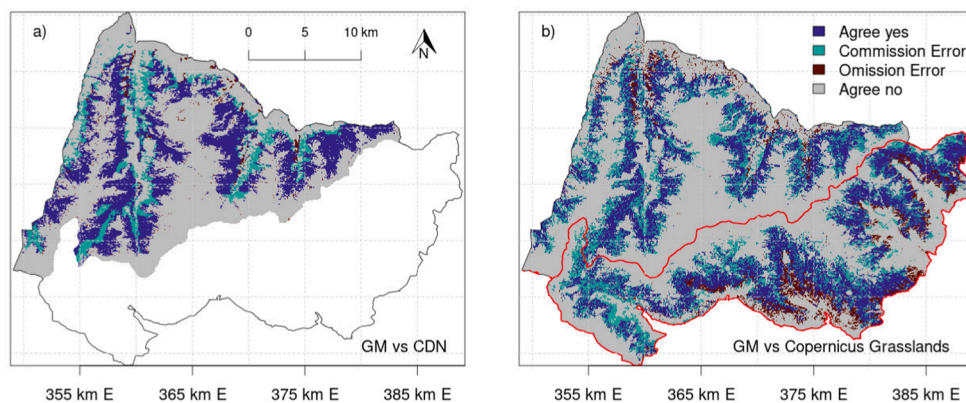 a)
0 5 10 km
N
GM vs CDN
355 km E 365 km E 375 km E 385 km E
b)
Agree yes
Commission Error
Omission Error
Agree no
GM vs Copernicus Grasslands
355 km E 365 km E 375 km E 385 km E